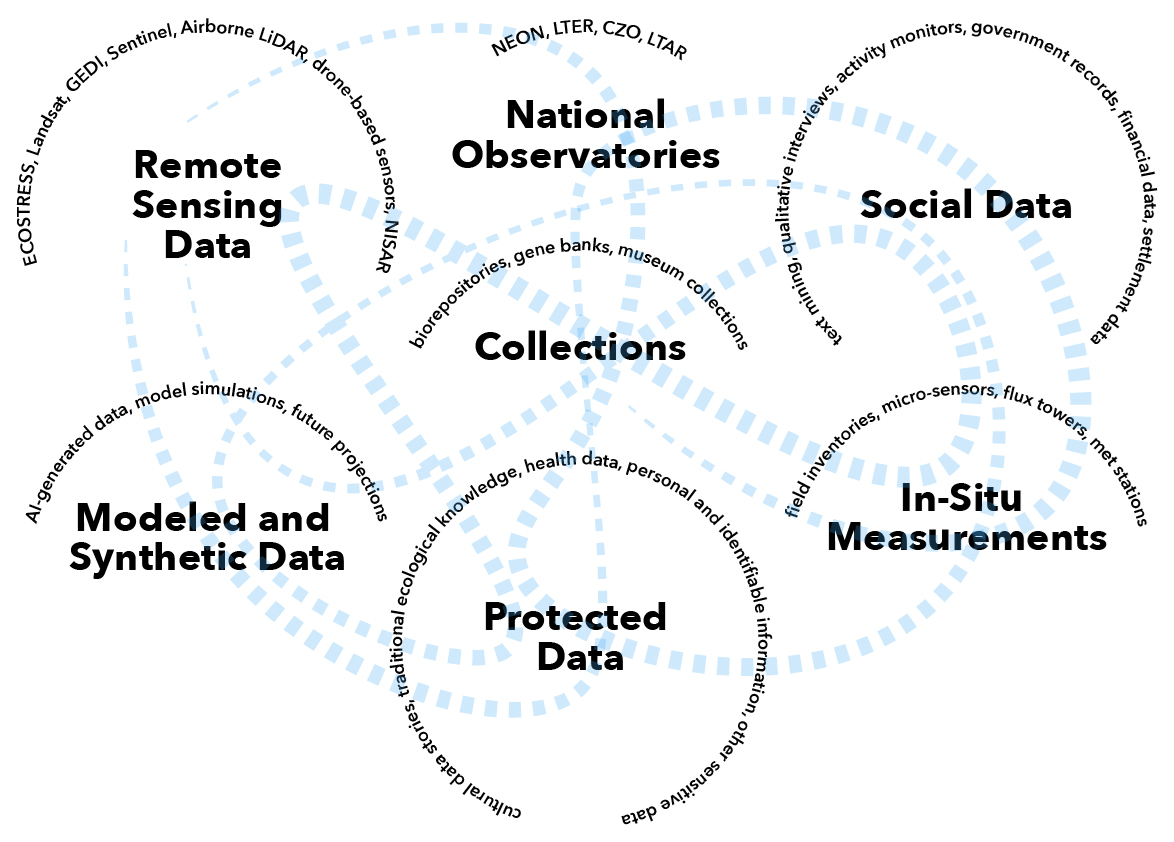 ECOSTRESS, Landsat, GEDI, Sentinel, Airborne LiDAR, drone-based sensors, NISAR
Remote
Sensing
Data
NEON, LTER, CZO, LTAR
National
Observatories
text mining, qualitative interviews, activity monitors, government records, financial data, settlement data
Social Data
biorepositories, gene banks, museum collections
Collections
AI-generated data, model simulations, future projections
Modeled and
Synthetic Data
field inventories, micro-sensors, flux towers, met stations
In-Situ
Measurements
cultural data stories, traditional ecological knowledge, health data, personal and identifiable information, other sensitive data
Protected
Data